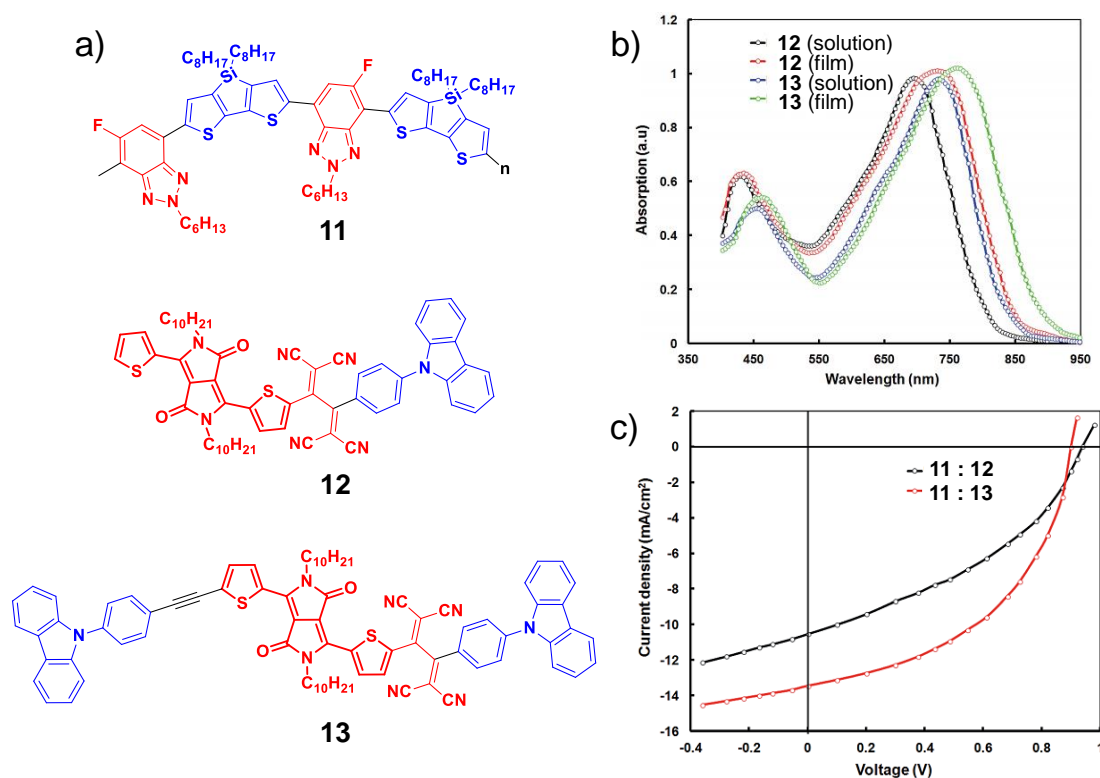 a)
C₈H₁₇ C₈H₁₇
Si
S S
F
N N
N
C₆H₁₃
F
N N
N
C₆H₁₃
C₈H₁₇ C₈H₁₇
Si
S
S
n
11
C₁₀H₂₁
N
O
S
O
N
C₁₀H₂₁
S
NC CN
NC CN
N
12
N
S
C₁₀H₂₁
N
O
O
N
C₁₀H₂₁
S
NC CN
NC CN
N
13
b)
12 (solution)
12 (film)
13 (solution)
13 (film)
Absorption (a.u)
1.2
1
0.8
0.6
0.4
0.2
0
350 450 550 650 750 850 950
Wavelength (nm)
c)
11 : 12
11 : 13
Current density (mA/cm²)
2
0
-2
-4
-6
-8
-10
-12
-14
-16
-0.4 -0.2 0 0.2 0.4 0.6 0.8 1
Voltage (V)